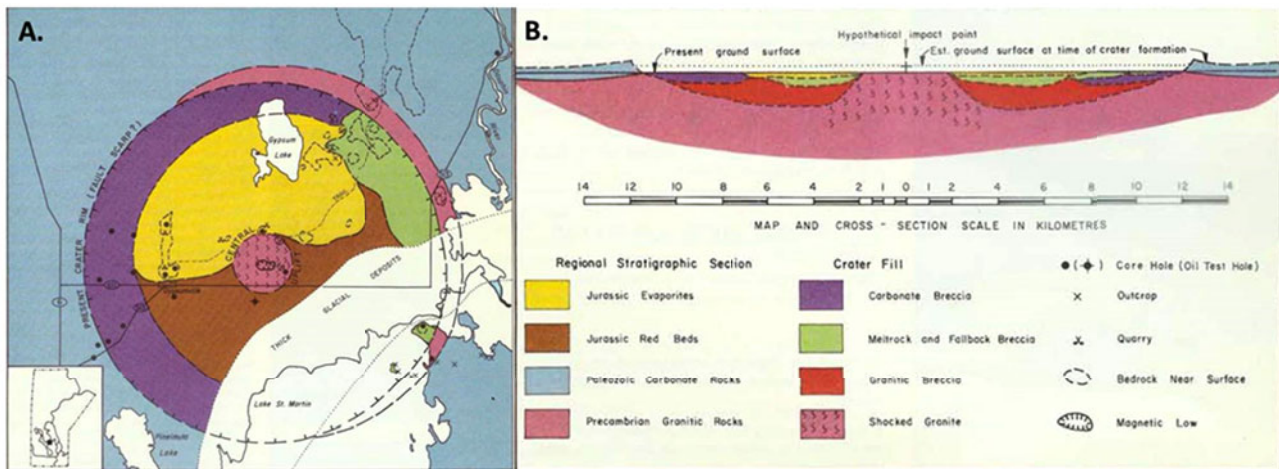 A.
PRESENT CRATER RIM (FAULT SCARP?)
Gypsum
Lake
River
CENTRAL
UPLIFT
THICK GLACIAL DEPOSITS
Lake St. Martin
Pineimuta
Lake
B.
Hypothetical impact point
Present ground surface
Est. ground surface at time of crater formation
14 12 10 8 6 4 2 1 0 1 2 4 6 8 10 12 14
MAP AND CROSS - SECTION SCALE IN KILOMETRES
Regional Stratigraphic Section
Jurassic Evaporites
Jurassic Red Beds
Paleozoic Carbonate Rocks
Precambrian Granitic Rocks
Crater Fill
Carbonate Breccia
Meltrock and Fallback Breccia
Granitic Breccia
Shocked Granite
Core Hole (Oil Test Hole)
Outcrop
Quarry
Bedrock Near Surface
Magnetic Low